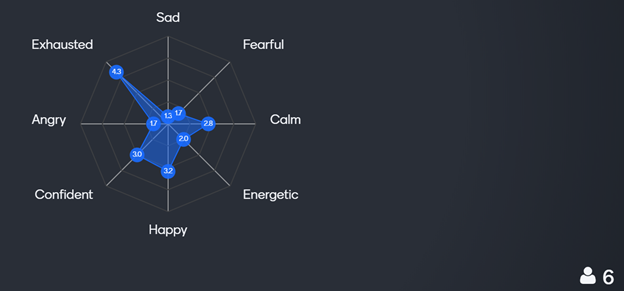 Sad
Exhausted
Fearful
4.3
1.3
1.7
Angry
1.7
2.8
Calm
2.0
3.0
3.2
Confident
Energetic
Happy
6